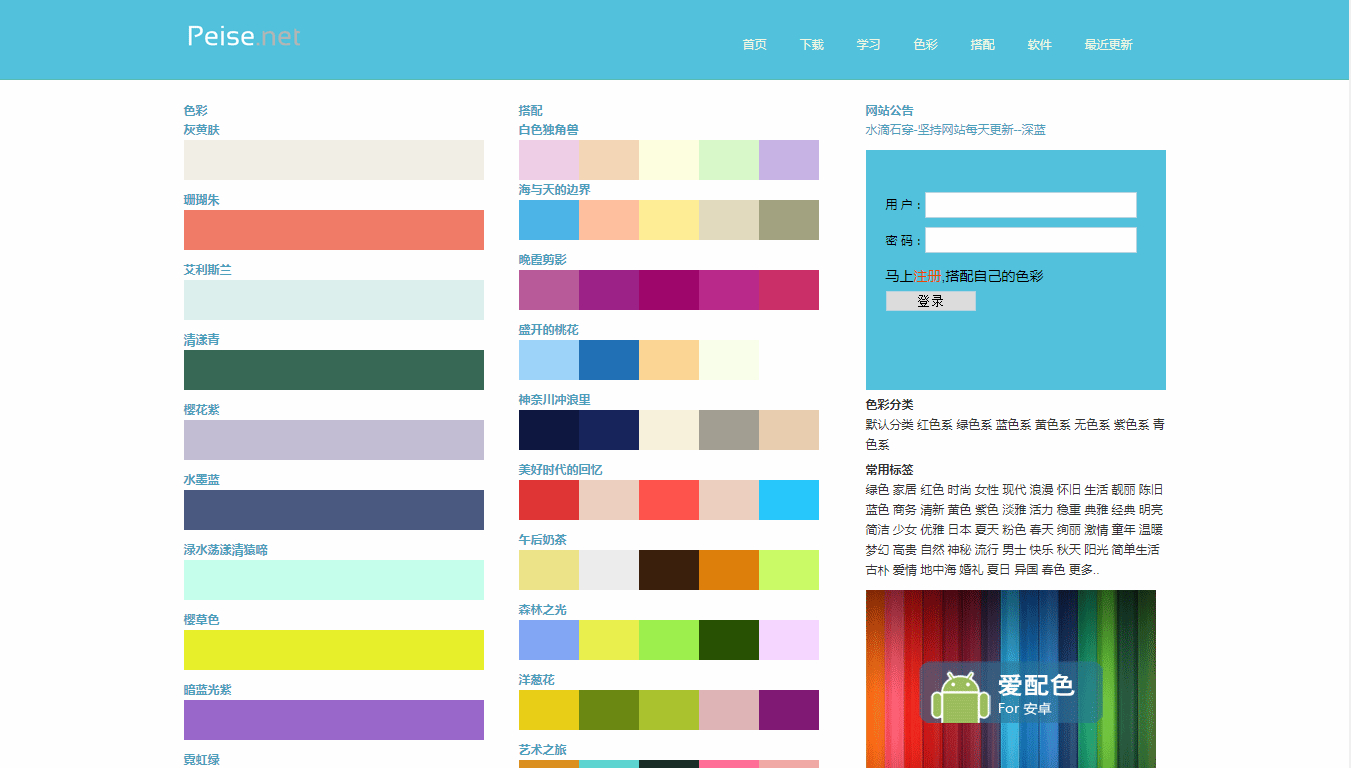 Peise.net
首页 下载 学习 色彩 搭配 软件 最近更新
色彩
灰黄肤
珊瑚朱
艾利斯兰
清漾青
樱花紫
水墨蓝
渌水荡漾清猿啼
樱草色
暗蓝光紫
霓虹绿
搭配
白色独角兽
海与天的边界
晚霞剪影
盛开的桃花
神奈川冲浪里
美好时代的回忆
午后奶茶
森林之光
洋葱花
艺术之旅
网站公告
水滴石穿-坚持网站每天更新--深蓝
用 户：
密 码：
马上注册,搭配自己的色彩
登录
色彩分类
默认分类 红色系 绿色系 蓝色系 黄色系 无色系 紫色系 青
色系
常用标签
绿色 家居 红色 时尚 女性 现代 浪漫 怀旧 生活 靓丽 陈旧
蓝色 商务 清新 黄色 紫色 淡雅 活力 稳重 典雅 经典 明亮
简洁 少女 优雅 日本 夏天 粉色 春天 绚丽 激情 童年 温暖
梦幻 高贵 自然 神秘 流行 男士 快乐 秋天 阳光 简单生活
古朴 爱情 地中海 婚礼 夏日 异国 春色 更多..
爱配色
For 安卓